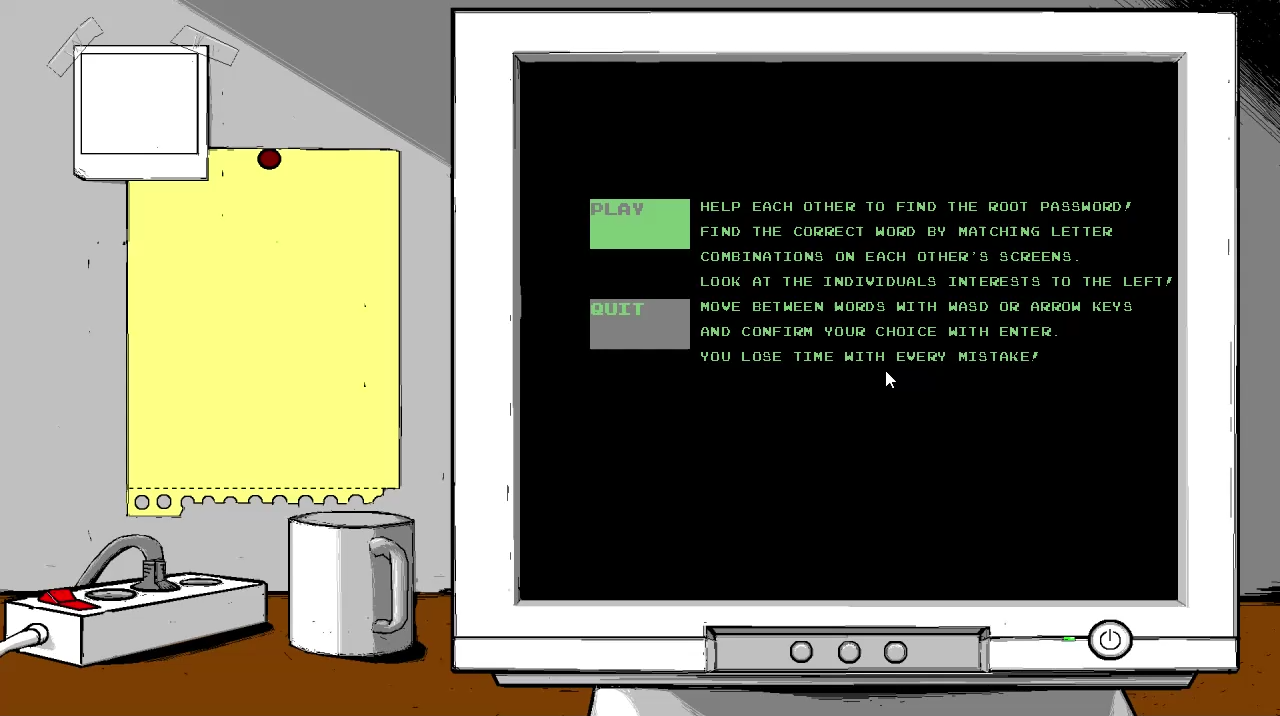 PLAY
HELP EACH OTHER TO FIND THE ROOT PASSWORD!
FIND THE CORRECT WORD BY MATCHING LETTER
COMBINATIONS ON EACH OTHER'S SCREENS.
LOOK AT THE INDIVIDUALS INTERESTS TO THE LEFT!
QUIT
MOVE BETWEEN WORDS WITH WASD OR ARROW KEYS
AND CONFIRM YOUR CHOICE WITH ENTER.
YOU LOSE TIME WITH EVERY MISTAKE!